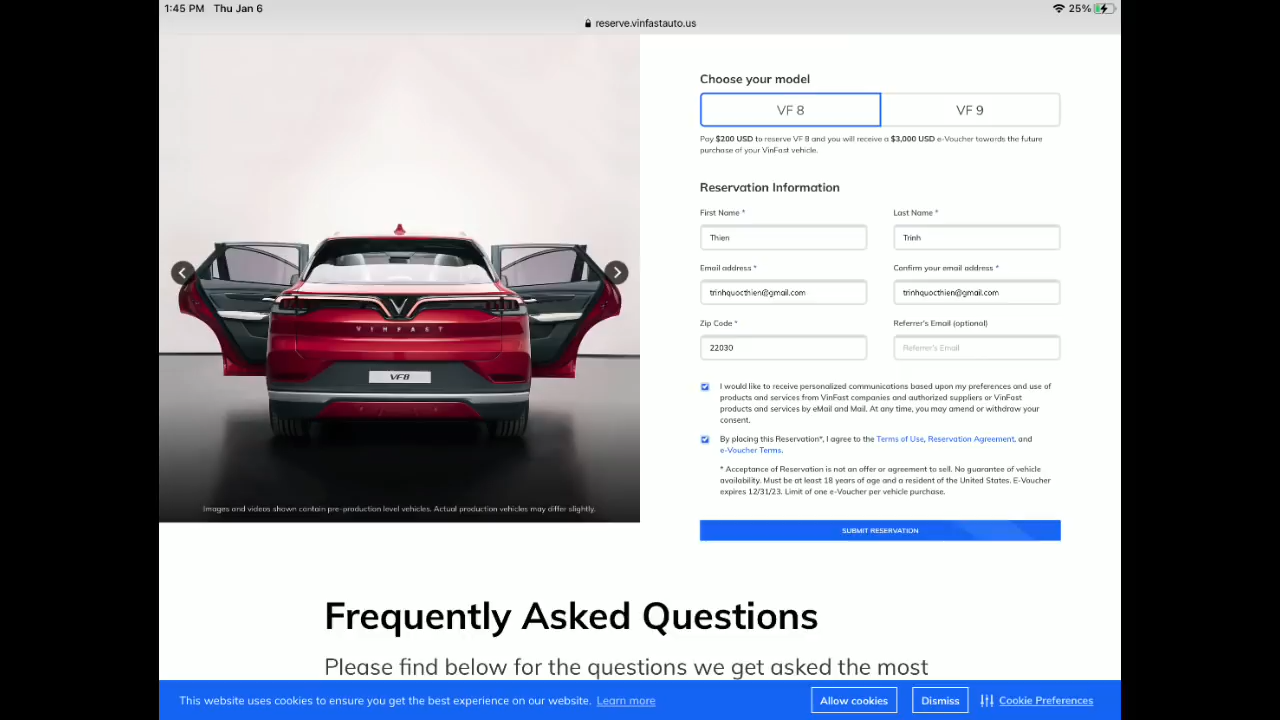 1:45 PM Thu Jan 6
25%
reserve.vinfastauto.us
Choose your model
VF 8
VF 9
Pay $200 USD to reserve VF 8 and you will receive a $3,000 USD e-Voucher towards the future
purchase of your VinFast vehicle.
Reservation Information
First Name *
Last Name *
Thien
Trinh
Email address *
Confirm your email address *
trinhquocthien@gmail.com
trinhquocthien@gmail.com
Zip Code *
Referrer's Email (optional)
22030
Referrer's Email
I would like to receive personalized communications based upon my preferences and use of
products and services from VinFast companies and authorized suppliers or VinFast
products and services by eMail and Mail. At any time, you may amend or withdraw your
consent.
By placing this Reservation*, I agree to the Terms of Use, Reservation Agreement, and
e-Voucher Terms.
* Acceptance of Reservation is not an offer or agreement to sell. No guarantee of vehicle
availability. Must be at least 18 years of age and a resident of the United States. E-Voucher
expires 12/31/23. Limit of one e-Voucher per vehicle purchase.
SUBMIT RESERVATION
VINFAST
VF8
Images and videos shown contain pre-production level vehicles. Actual production vehicles may differ slightly.
Frequently Asked Questions
Please find below for the questions we get asked the most
This website uses cookies to ensure you get the best experience on our website. Learn more
Allow cookies
Dismiss
Cookie Preferences